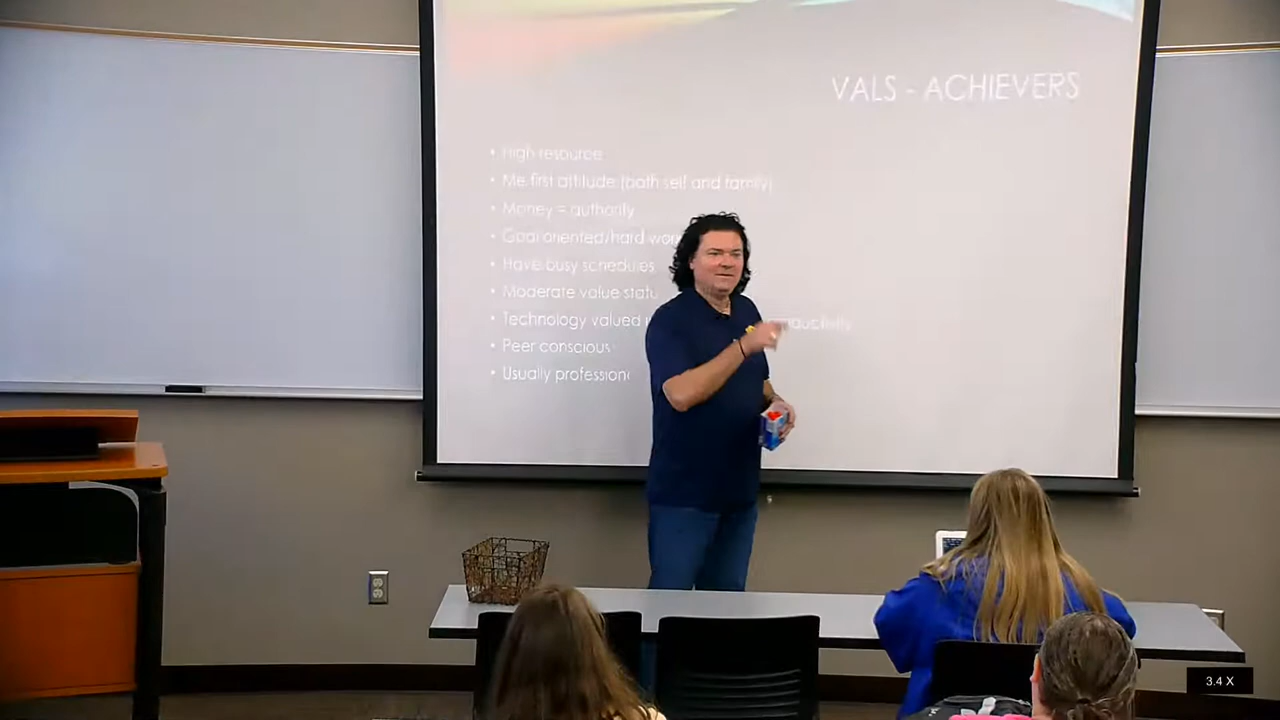 VALS - ACHIEVERS
• High resource
• Me first attitude (both self and family)
• Money = authority
• Goal oriented/hard
• Have busy schedules
• Moderate value
• Technology valued
• Peer conscious
• Usually
3.4 X